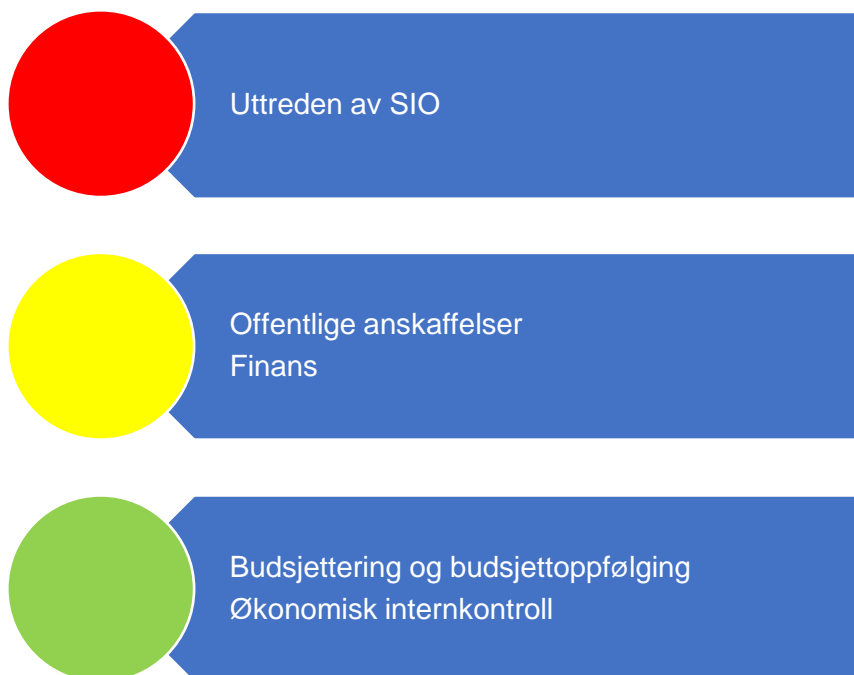 Uttreden av SIO
Offentlige anskaffelser
Finans
Budsjettering og budsjettoppfølging
Økonomisk internkontroll